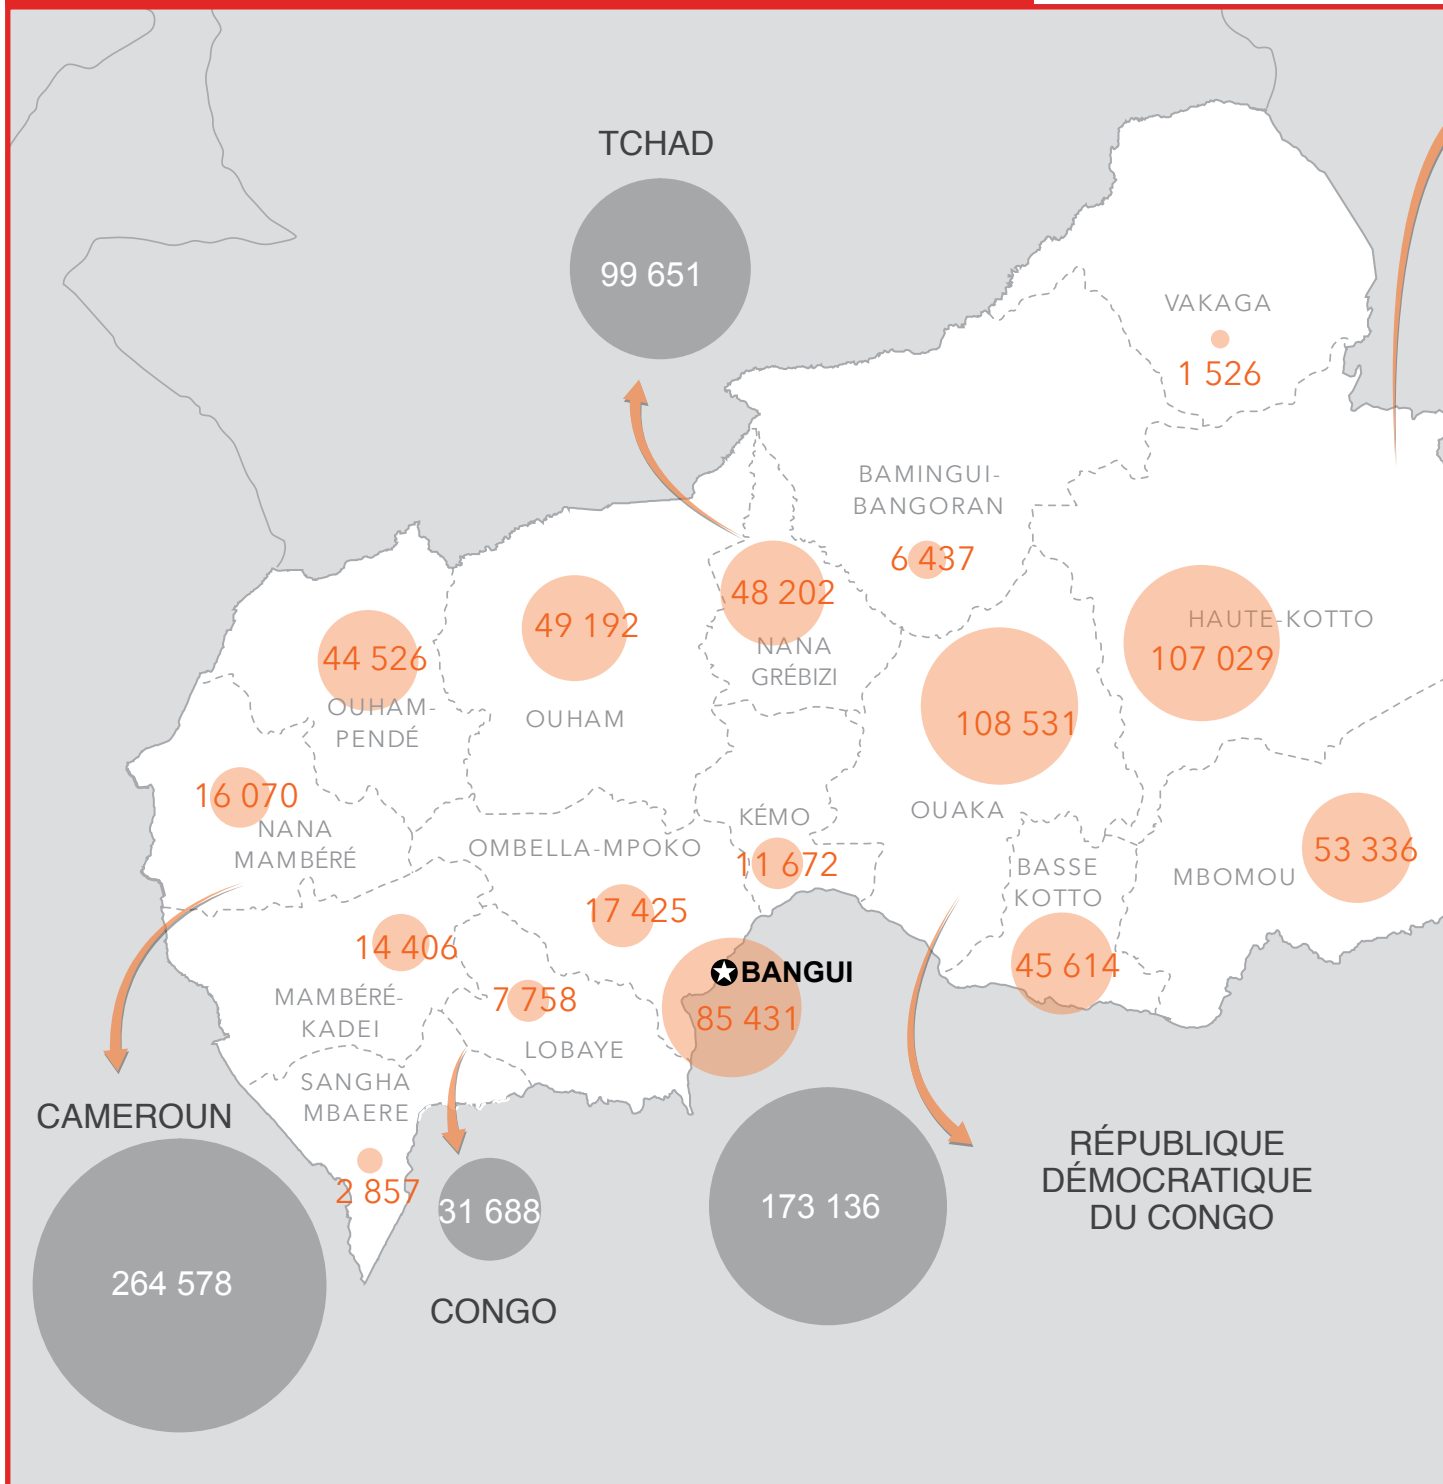 TCHAD
99 651
VAKAGA
1 526
BAMINGUI-
BANGORAN
6 437
48 202
NANA
GRÉBIZI
49 192
OUHAM
44 526
OUHAM-
PENDÉ
HAUTE-KOTTO
107 029
108 531
OUAKA
16 070
NANA
MAMBÉRÉ
OMBELLA-MPOKO
17 425
KÉMO
11 672
BASSE
KOTTO
45 614
MBOMOU
53 336
14 406
MAMBÉRÉ-
KADEI
7 758
LOBAYE
BANGUI
85 431
SANGHA
MBAERE
2 857
CAMEROUN
264 578
31 688
CONGO
173 136
RÉPUBLIQUE
DÉMOCRATIQUE
DU CONGO